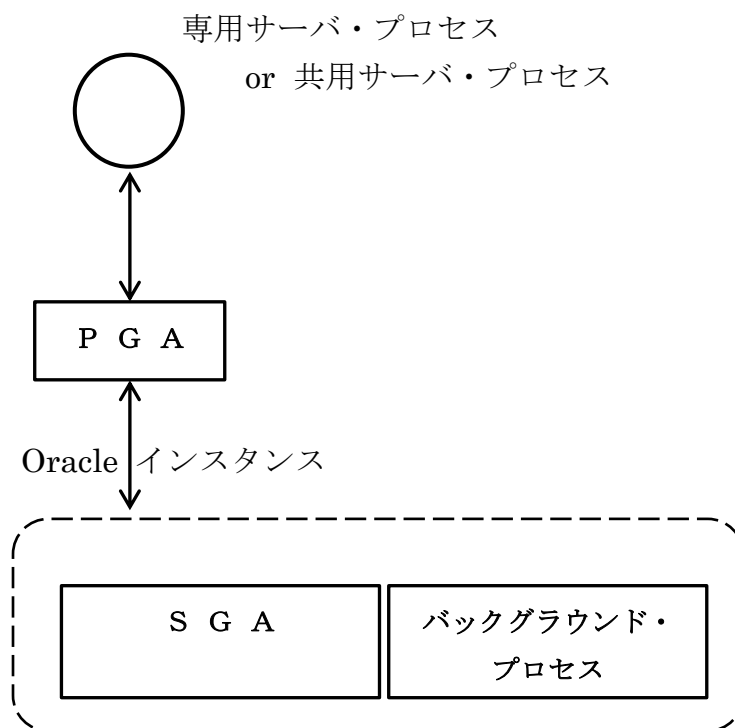 専用サーバ・プロセス
or 共用サーバ・プロセス
ＰＧＡ
Oracle インスタンス
ＳＧＡ
バックグラウンド・
プロセス